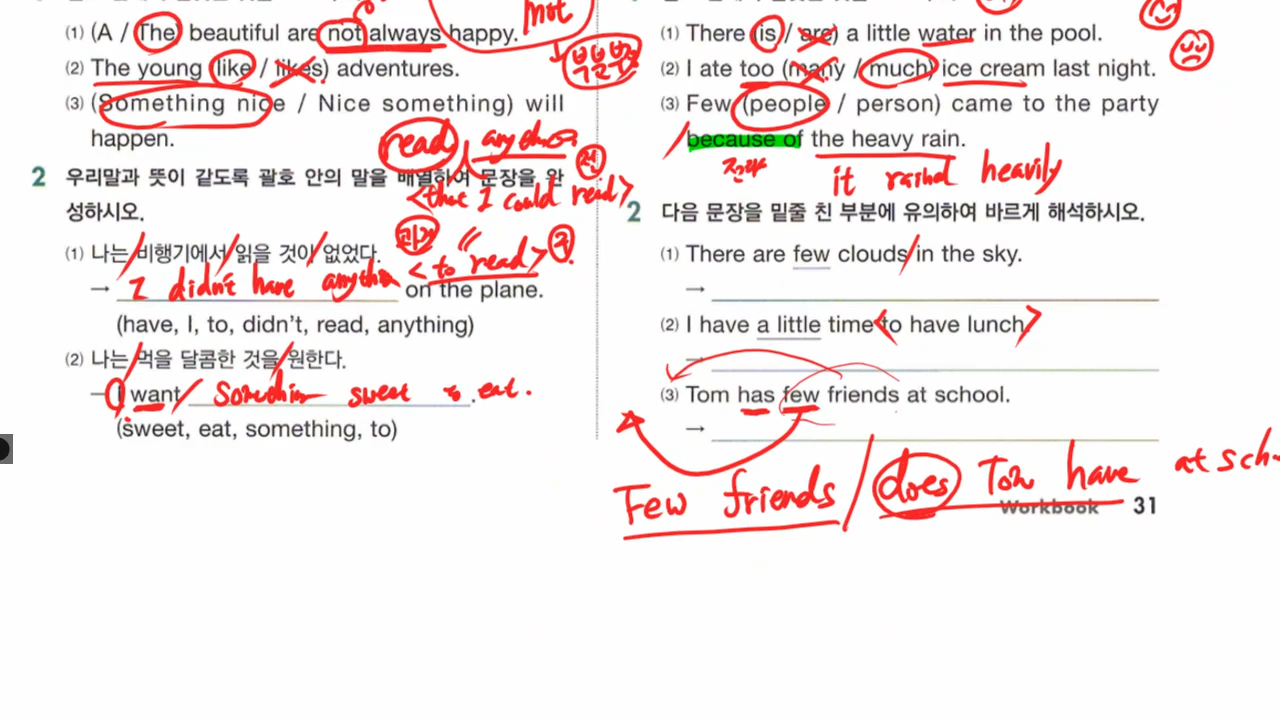 not
(1) (A / The) beautiful are not always happy.
부분부정
(2) The young (like / likes) adventures.
(3) (Something nice / Nice something) will
happen.
read
전
<that I could read>
2 우리말과 뜻이 같도록 괄호 안의 말을 배열하여 문장을 완
성하시오.
과거
(1) 나는 비행기에서 읽을 것이 없었다.
<to read>
→ I didn't have on the plane.
(have, I, to, didn't, read, anything)
(2) 나는 먹을 달콤한 것을 원한다.
→ I want sweet to eat.
(sweet, eat, something, to)
(1) There (is / are) a little water in the pool.
(2) I ate too (many / much) ice cream last night.
(3) Few (people / person) came to the party
because of the heavy rain.
it heavily
2 다음 문장을 밑줄 친 부분에 유의하여 바르게 해석하시오.
(1) There are few clouds in the sky.
→
(2) I have a little time <to have lunch>
→
(3) Tom has few friends at school.
→
Few friends / does Tom have at
Workbook 31